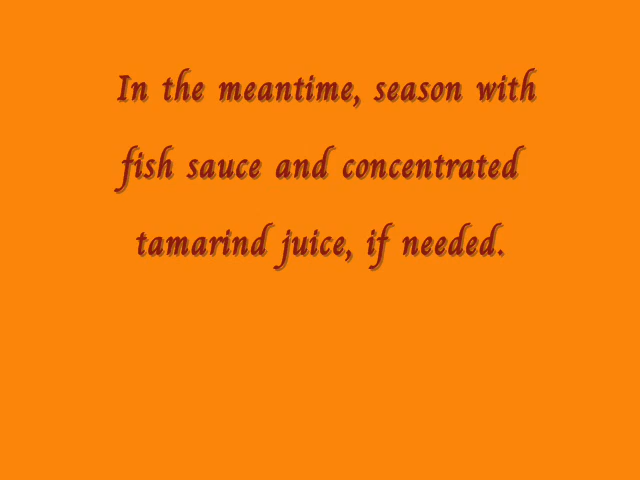 In the meantime, season with
fish sauce and concentrated
tamarind juice, if needed.